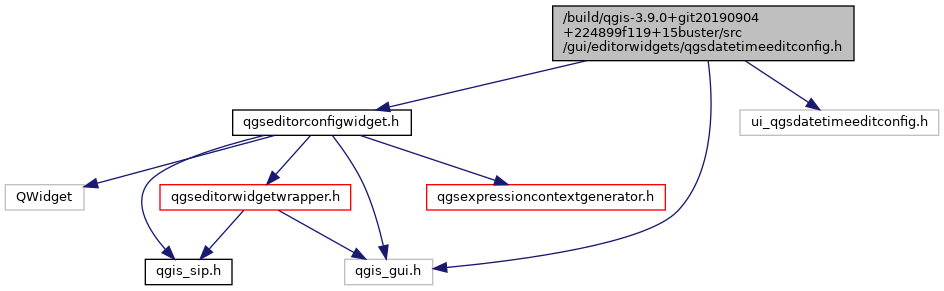 /build/qgis-3.9.0+git20190904
+224899f119+15buster/src
/gui/editorwidgets/qgsdatetimeeditconfig.h
qgseditorconfigwidget.h
ui_qgsdatetimeeditconfig.h
QWidget
qgseditorwidgetwrapper.h
qgsexpressioncontextgenerator.h
qgis_sip.h
qgis_gui.h